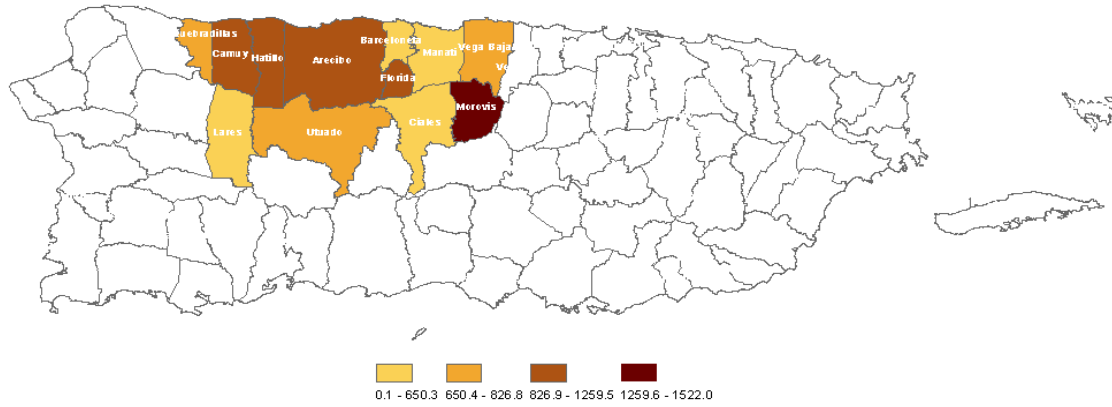 uebradillas
Camuy
Hatillo
Arecibo
Barceloneta
Manatí
Vega Baja
Ve
Florida
Morovis
Lares
Utuado
Ciales
0.1 - 650.3 650.4 - 826.8 826.9 - 1259.5 1259.6 - 1522.0